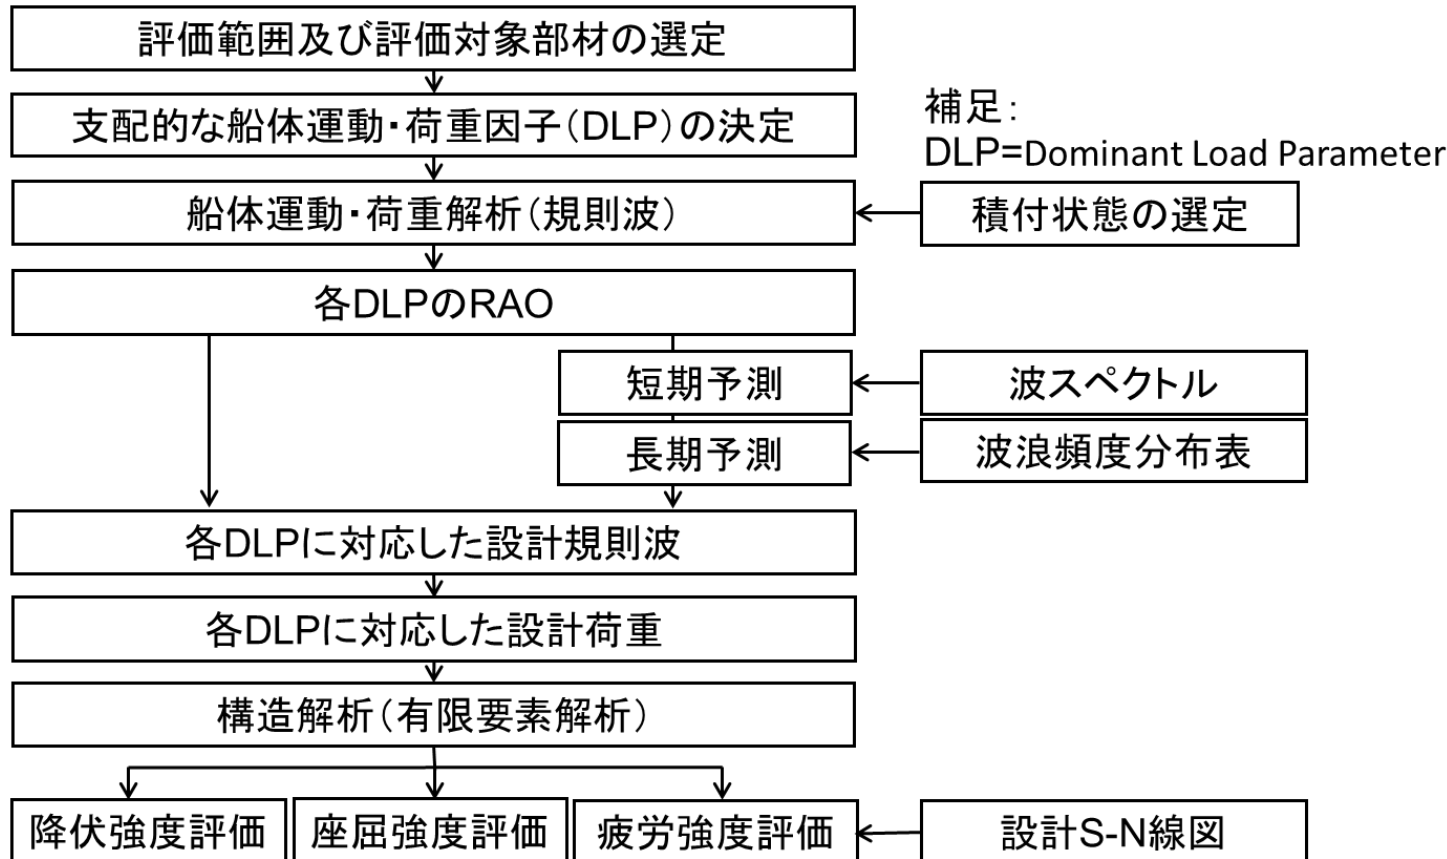 評価範囲及び評価対象部材の選定
支配的な船体運動・荷重因子(DLP)の決定
補足:
DLP=Dominant Load Parameter
船体運動・荷重解析(規則波)
積付状態の選定
各DLPのRAO
短期予測
波スペクトル
長期予測
波浪頻度分布表
各DLPに対応した設計規則波
各DLPに対応した設計荷重
構造解析(有限要素解析)
降伏強度評価
座屈強度評価
疲労強度評価
設計S-N線図